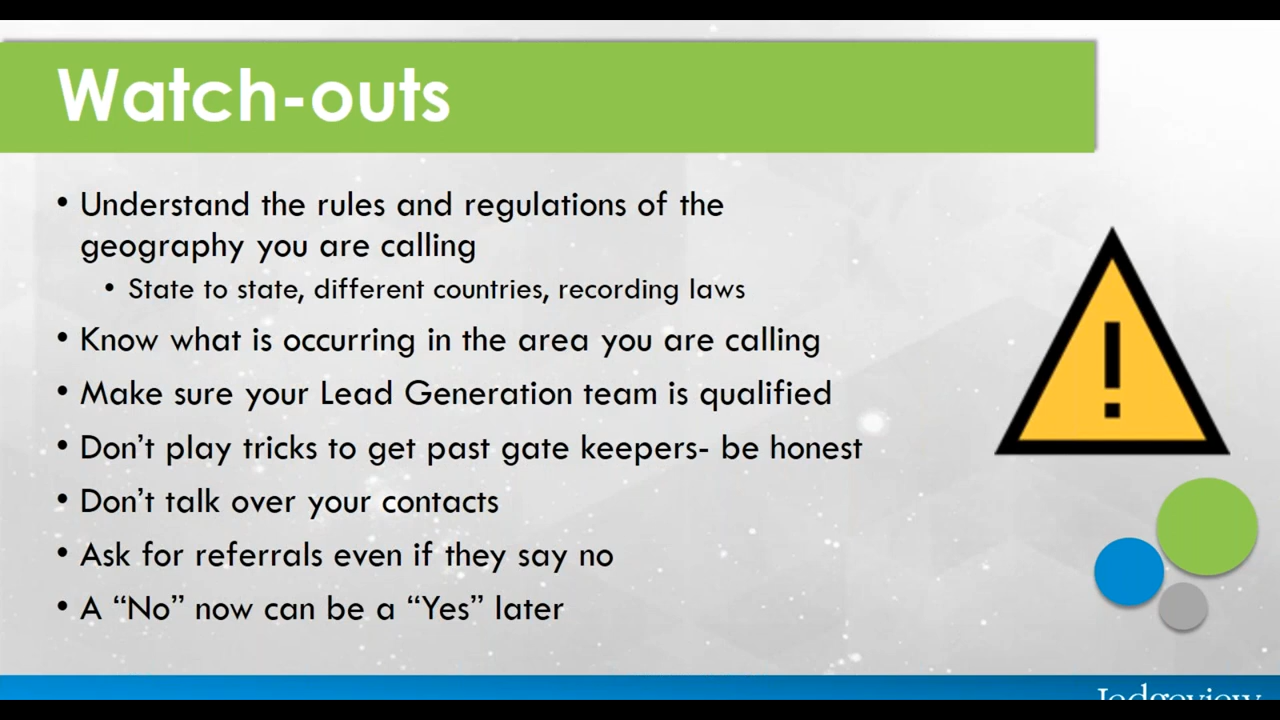 Watch-outs
• Understand the rules and regulations of the
geography you are calling
• State to state, different countries, recording laws
• Know what is occurring in the area you are calling
• Make sure your Lead Generation team is qualified
• Don’t play tricks to get past gate keepers- be honest
• Don’t talk over your contacts
• Ask for referrals even if they say no
• A “No” now can be a “Yes” later